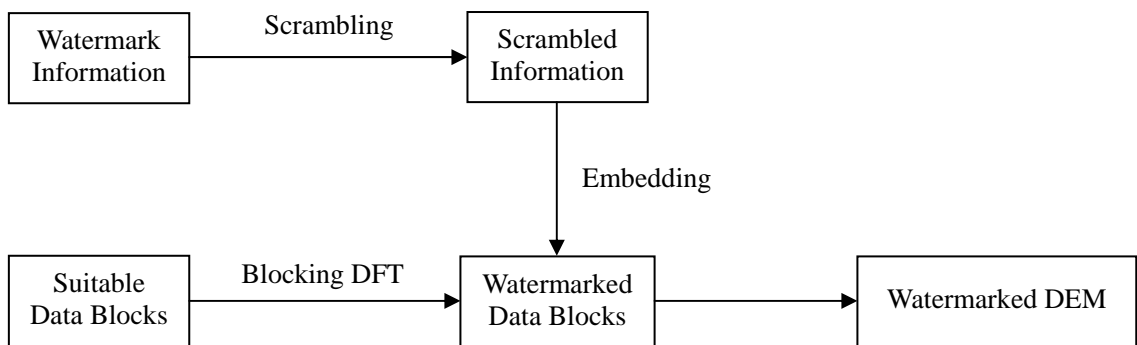 Watermark
Information
Scrambling
Scrambled
Information
Embedding
Suitable
Data Blocks
Blocking DFT
Watermarked
Data Blocks
Watermarked DEM